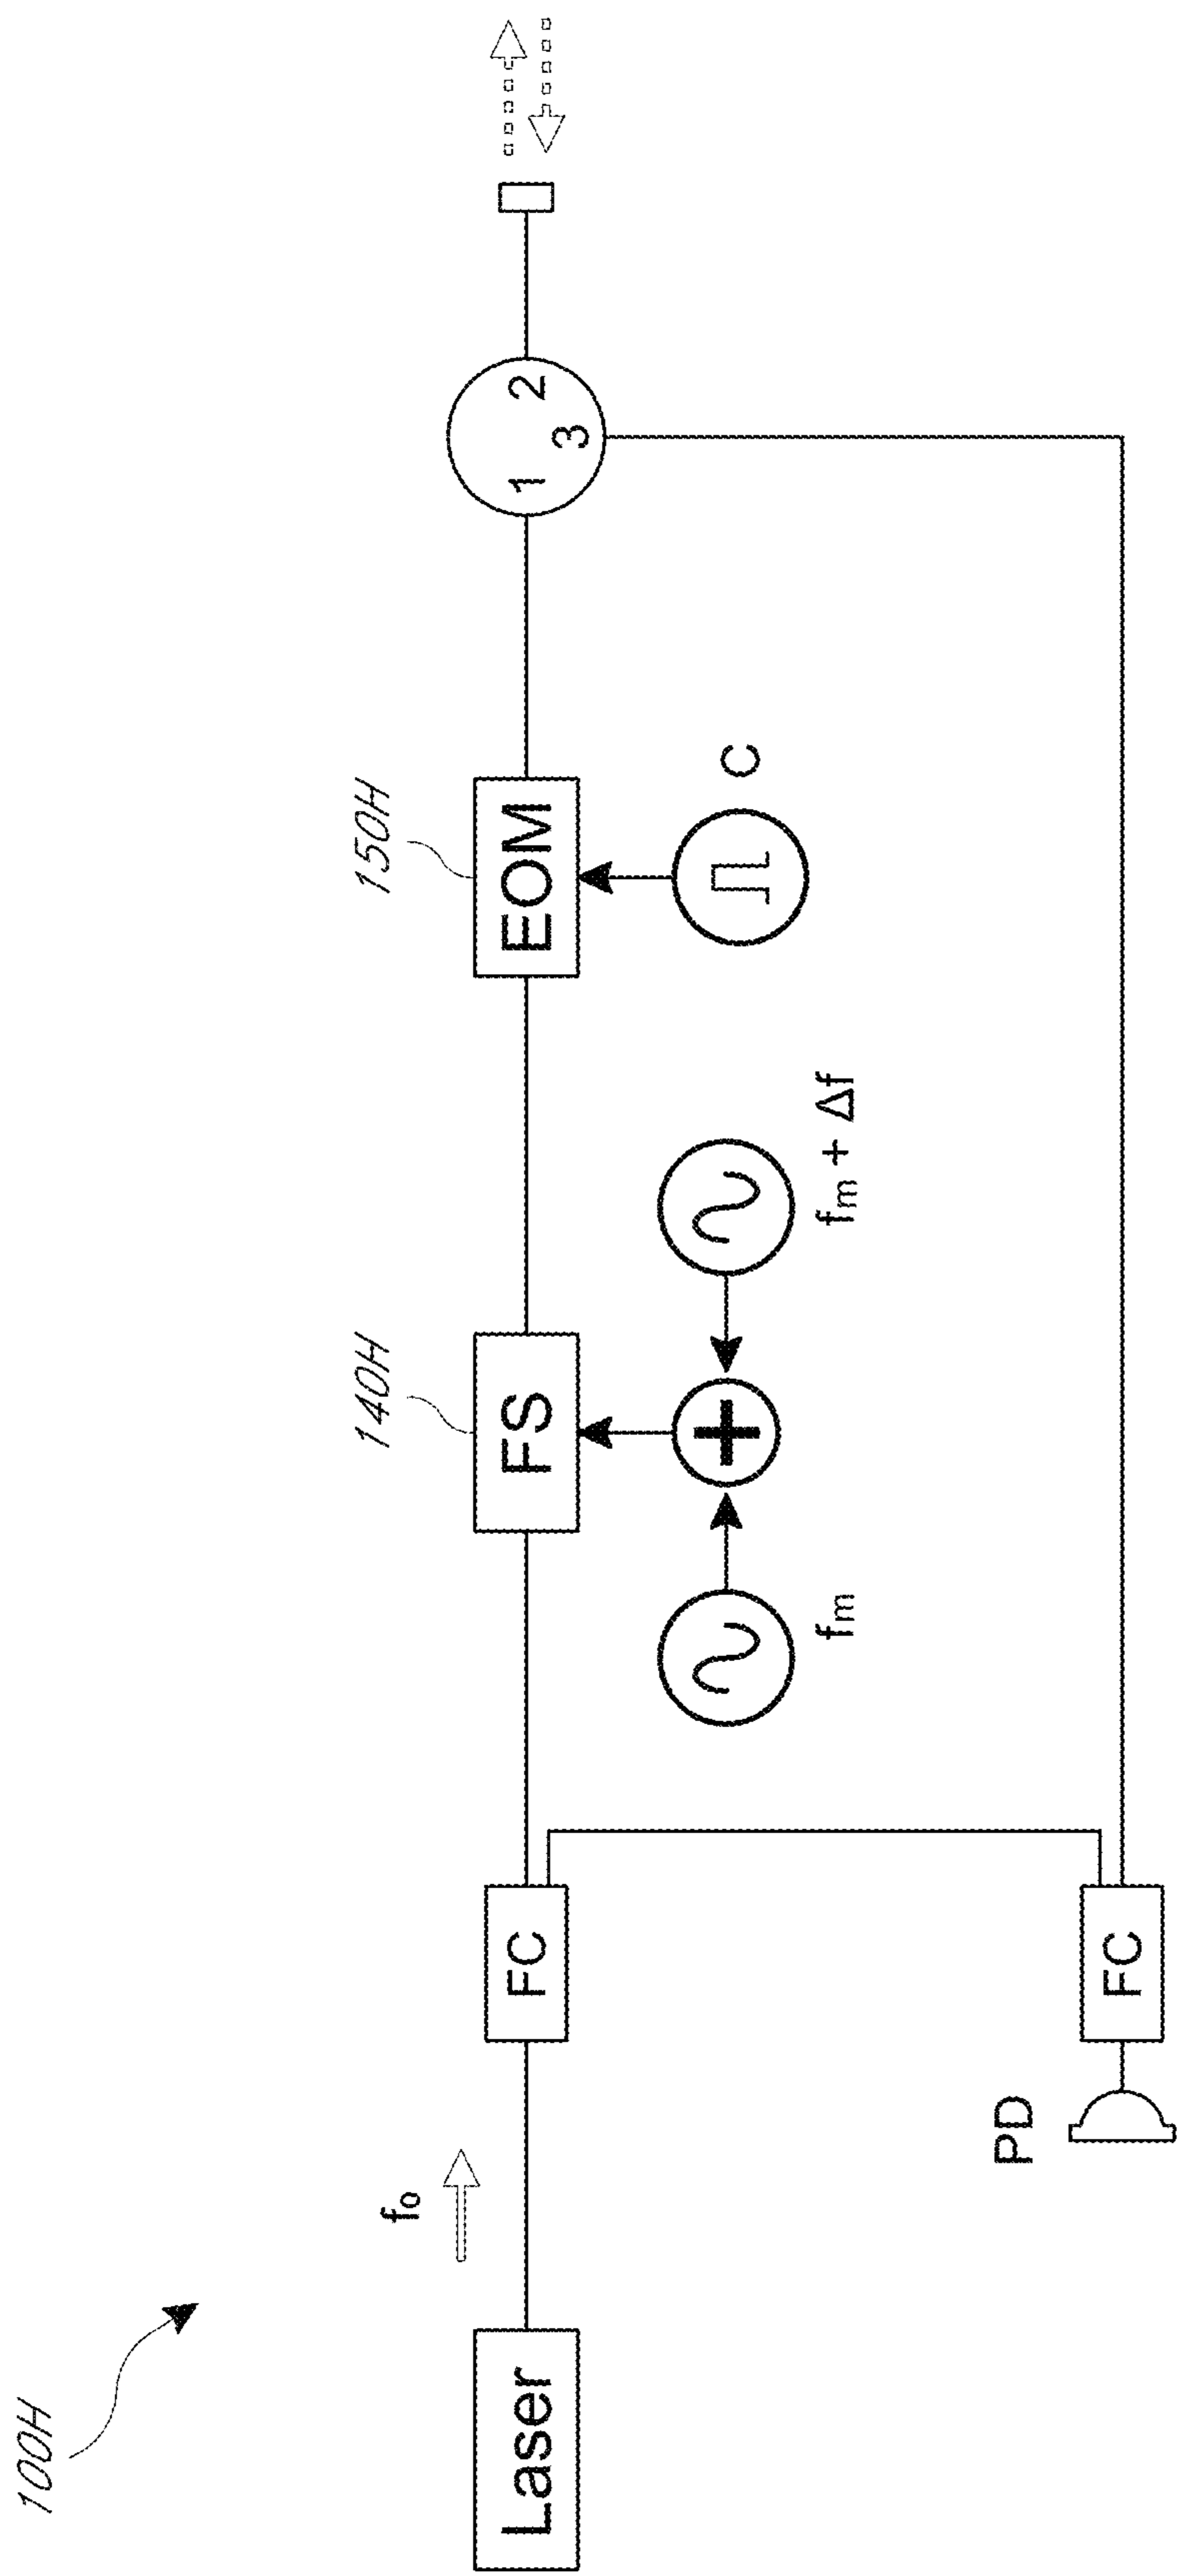 100H
Laser
f₀
FC
140H
FS
fₘ
fₘ + Δf
150H
EOM
C
1
2
3
PD
FC